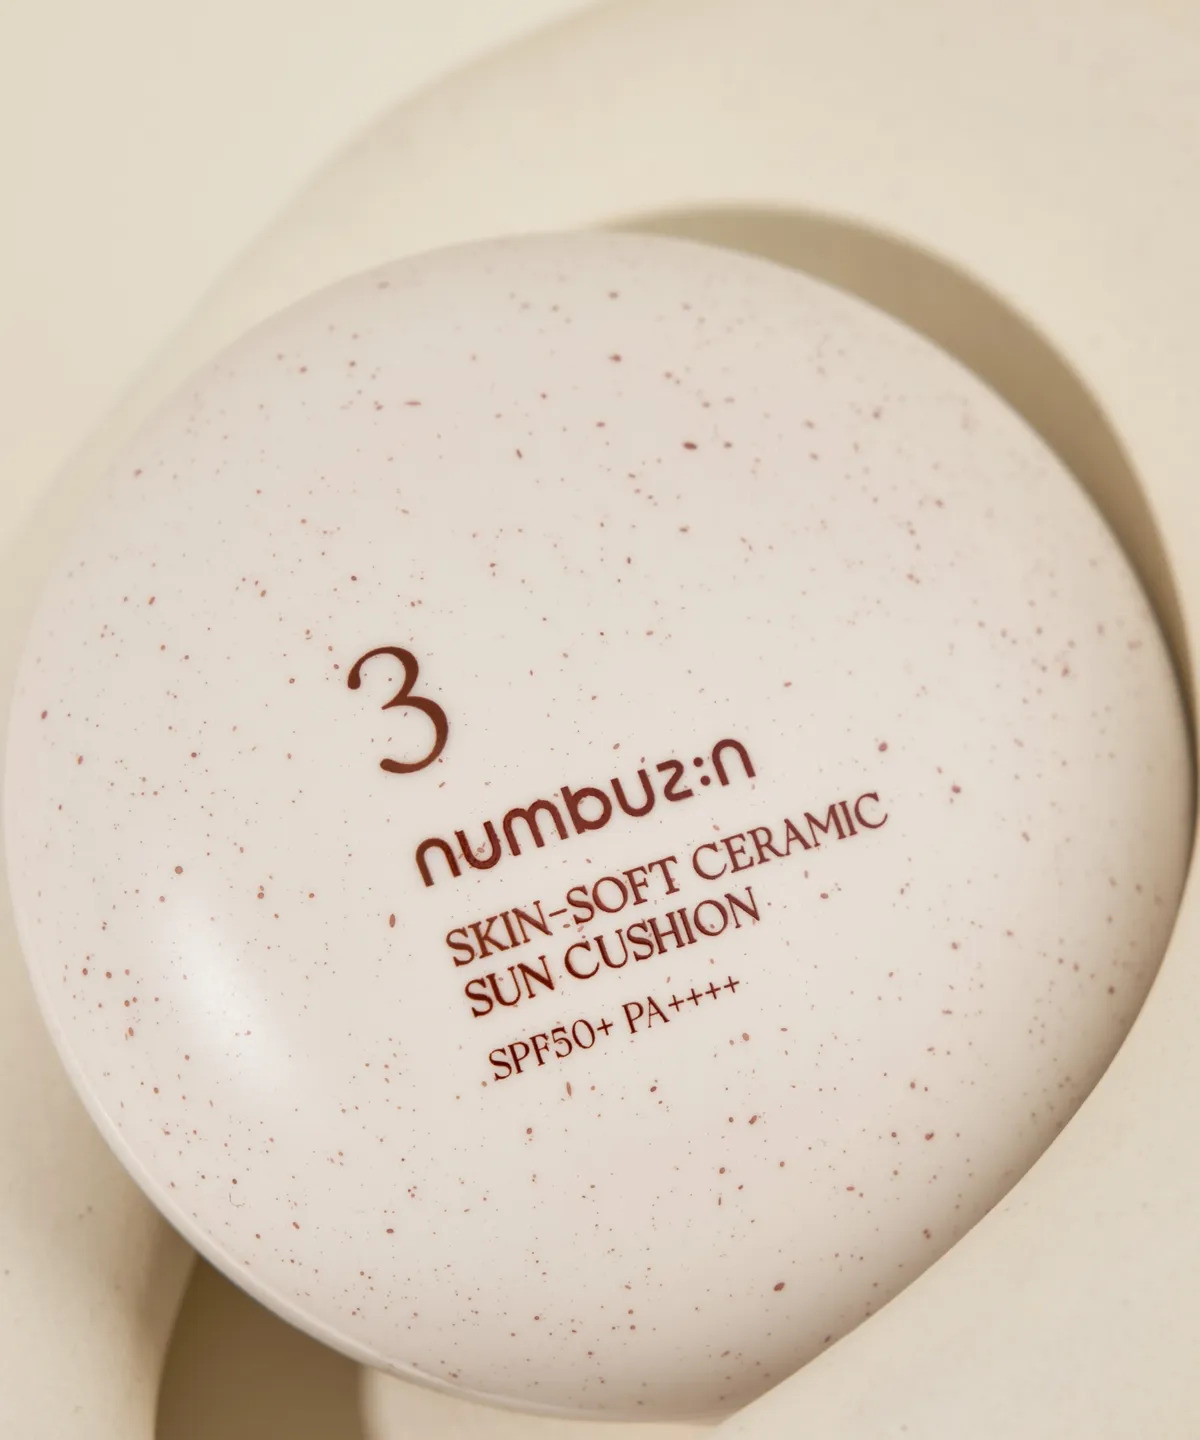 3
numbuz:n
SKIN-SOFT CERAMIC
SUN CUSHION
SPF50+ PA++++